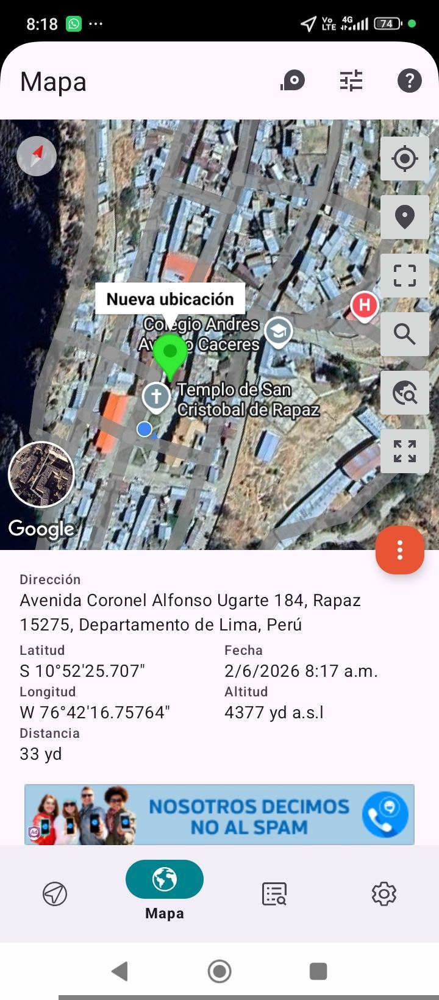 8:18
Vo
LTE
4G
74
Mapa
Nueva ubicación
Colegio Andres
Av o Caceres
H
Templo de San
Cristobal de Rapaz
Google
Dirección
Avenida Coronel Alfonso Ugarte 184, Rapaz
15275, Departamento de Lima, Perú
Latitud
S 10°52'25.707"
Fecha
2/6/2026 8:17 a.m.
Longitud
W 76°42'16.75764"
Altitud
4377 yd a.s.l
Distancia
33 yd
NOSOTROS DECIMOS
NO AL SPAM
Ad
Mapa